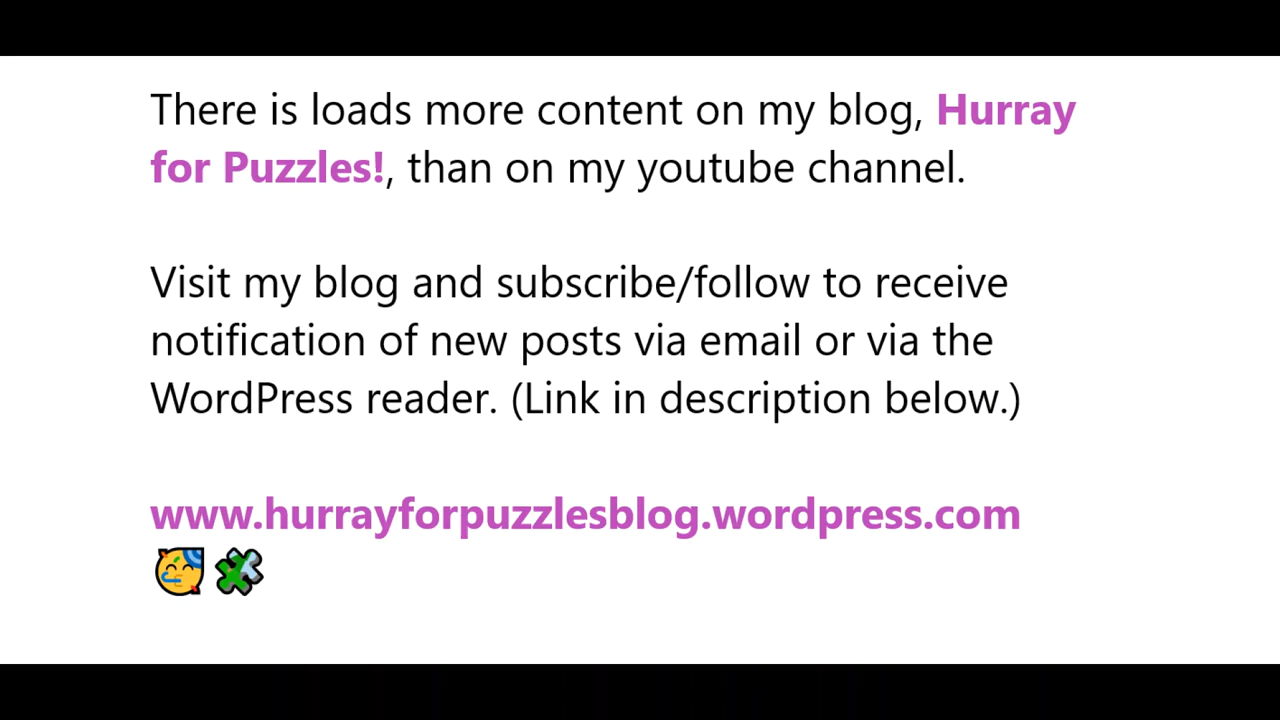 There is loads more content on my blog, Hurray
for Puzzles!, than on my youtube channel.
Visit my blog and subscribe/follow to receive
notification of new posts via email or via the
WordPress reader. (Link in description below.)
www.hurrayforpuzzlesblog.wordpress.com